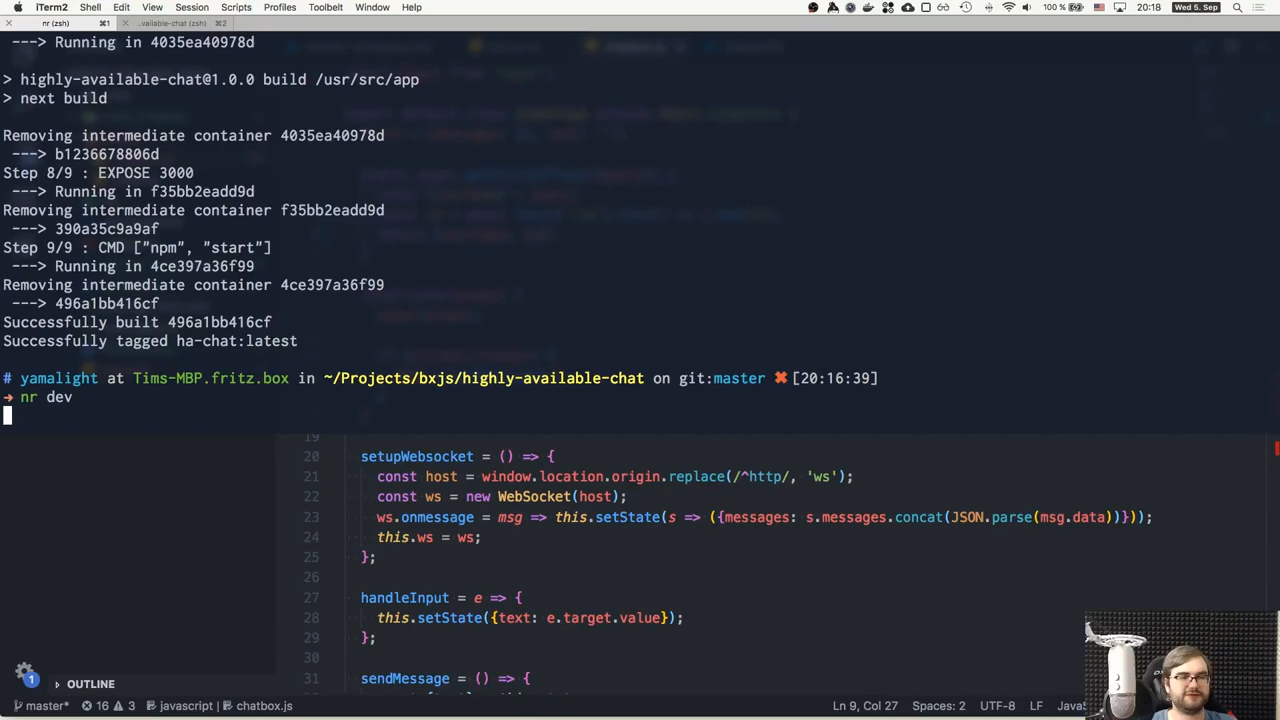 iTerm2 Shell Edit View Session Scripts Profiles Toolbelt Window Help 100 % 20:18 Wed 5. Sep
nr (zsh) ⌘1 ..vailable-chat (zsh) ⌘2
---> Running in 4035ea40978d
> highly-available-chat@1.0.0 build /usr/src/app
> next build
Removing intermediate container 4035ea40978d
---> b1236678806d
Step 8/9 : EXPOSE 3000
---> Running in f35bb2eadd9d
Removing intermediate container f35bb2eadd9d
---> 390a35c9a9af
Step 9/9 : CMD ["npm", "start"]
---> Running in 4ce397a36f99
Removing intermediate container 4ce397a36f99
---> 496a1bb416cf
Successfully built 496a1bb416cf
Successfully tagged ha-chat:latest
# yamalight at Tims-MBP.fritz.box in ~/Projects/bxjs/highly-available-chat on git:master ✖ [20:16:39]
→ nr dev
19
20 setupWebsocket = () => {
21 const host = window.location.origin.replace(/^http/, 'ws');
22 const ws = new WebSocket(host);
23 ws.onmessage = msg => this.setState(s => ({messages: s.messages.concat(JSON.parse(msg.data))}));
24 this.ws = ws;
25 };
26
27 handleInput = e => {
28 this.setState({text: e.target.value});
29 };
30
31 sendMessage = () => {
1
OUTLINE
master* 16 3 javascript chatbox.js Ln 9, Col 27 Spaces: 2 UTF-8 LF